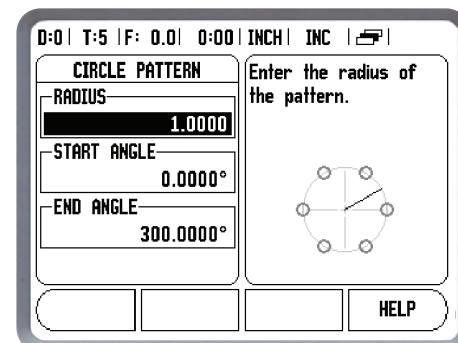 D:0| T:5 |F: 0.0| 0:00| INCH| INC |
CIRCLE PATTERN
RADIUS
1.0000
START ANGLE
0.0000°
END ANGLE
300.0000°
Enter the radius of
the pattern.
HELP